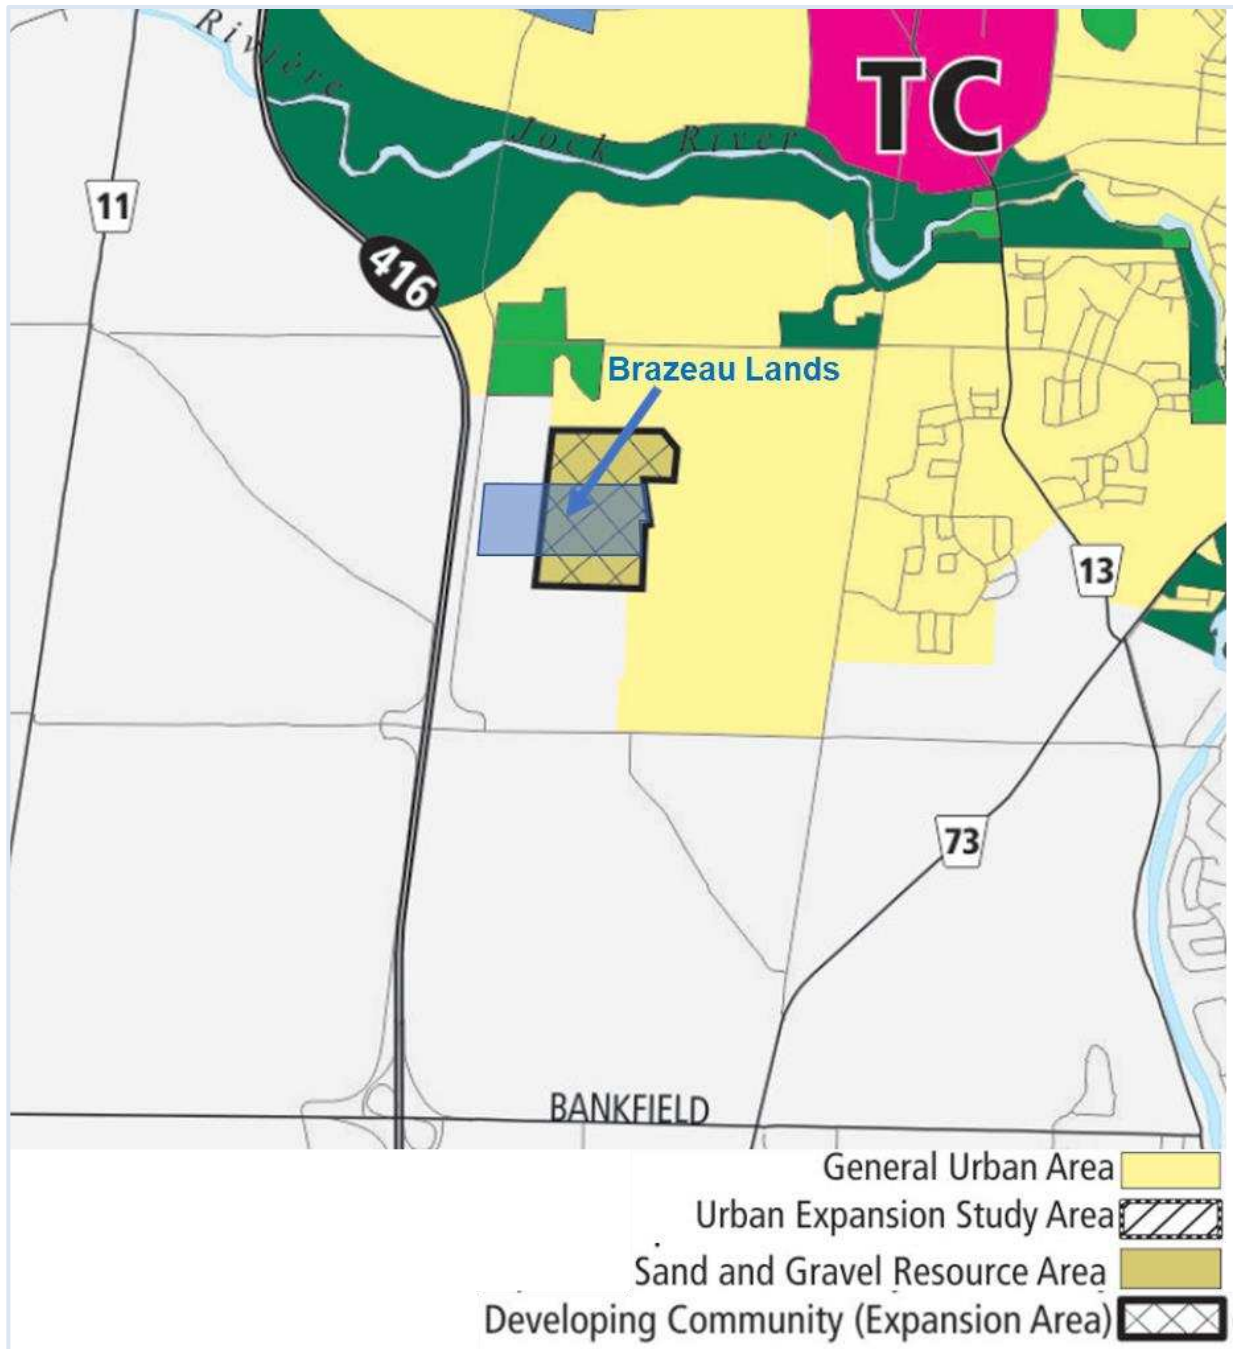 Rivière
TC
Jock River
11
416
Brazeau Lands
13
73
BANKFIELD
General Urban Area
Urban Expansion Study Area
Sand and Gravel Resource Area
Developing Community (Expansion Area)